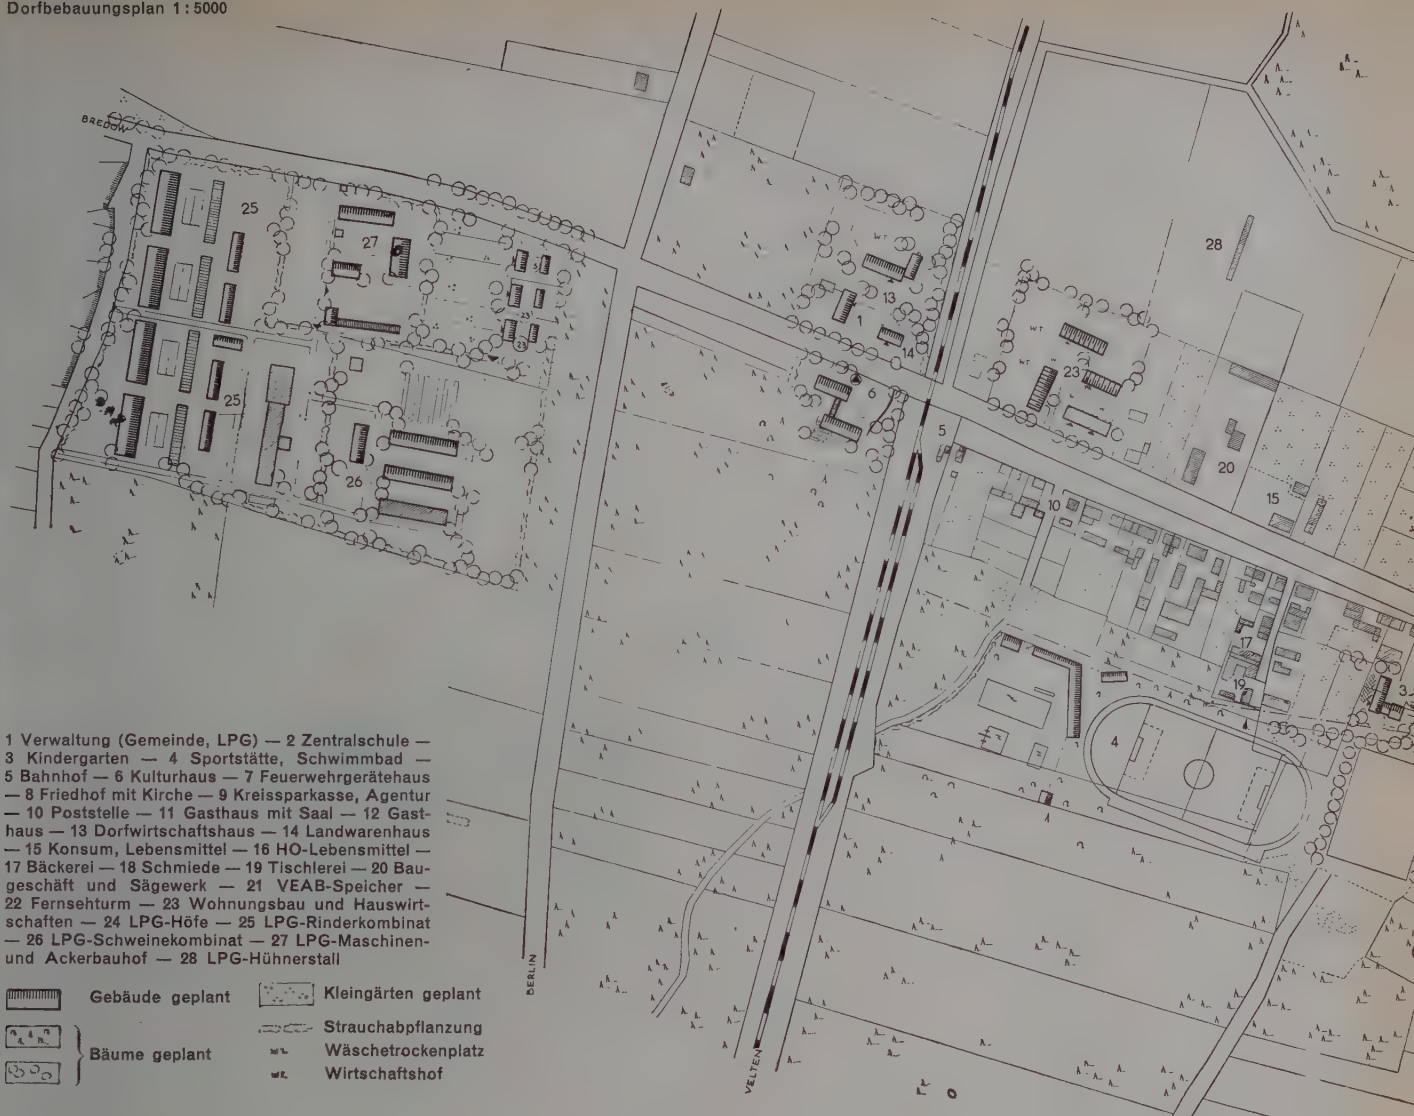 Dorfbebauungsplan 1:5000
BREDOW
25
27
28
WT
13
1
14
23
23
WT
WT
23
6
5
25
26
20
15
10
17
19
3
4
1 Verwaltung (Gemeinde, LPG) — 2 Zentralschule —
3 Kindergarten — 4 Sportstätte, Schwimmbad —
5 Bahnhof — 6 Kulturhaus — 7 Feuerwehrgerätehaus
— 8 Friedhof mit Kirche — 9 Kreissparkasse, Agentur
— 10 Poststelle — 11 Gasthaus mit Saal — 12 Gast-
haus — 13 Dorfwirtschaftshaus — 14 Landwarenhaus
— 15 Konsum, Lebensmittel — 16 HO-Lebensmittel —
17 Bäckerei — 18 Schmiede — 19 Tischlerei — 20 Bau-
geschäft und Sägewerk — 21 VEAB-Speicher —
22 Fernsehturm — 23 Wohnungsbau und Hauswirt-
schaften — 24 LPG-Höfe — 25 LPG-Rinderkombinat
— 26 LPG-Schweinekombinat — 27 LPG-Maschinen-
und Ackerbauhof — 28 LPG-Hühnerstall
Gebäude geplant
Bäume geplant
Kleingärten geplant
Strauchabpflanzung
Wäschetrockenplatz
Wirtschaftshof
BERLIN
VELTEN